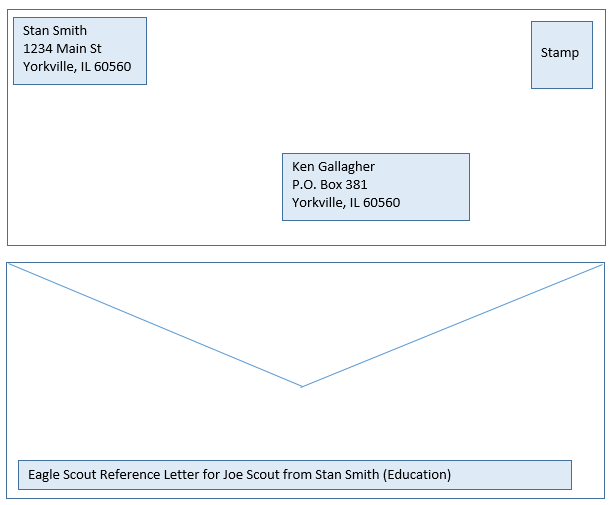 Stan Smith
1234 Main St
Yorkville, IL 60560
Stamp
Ken Gallagher
P.O. Box 381
Yorkville, IL 60560
Eagle Scout Reference Letter for Joe Scout from Stan Smith (Education)